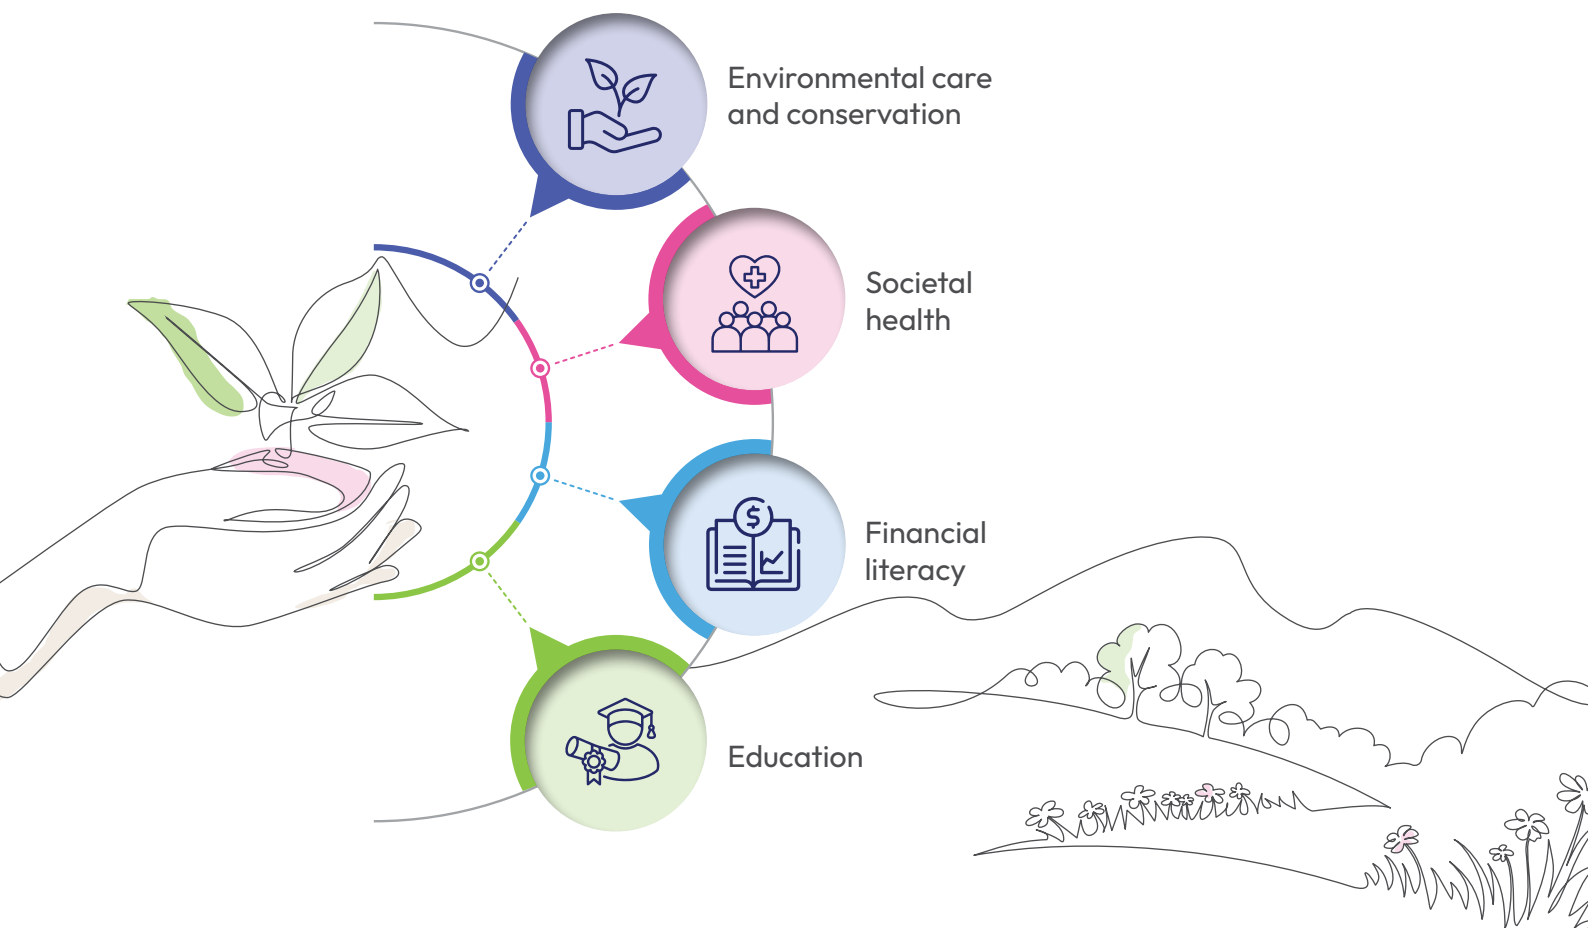 Environmental care
and conservation
Societal
health
$
Financial
literacy
Education